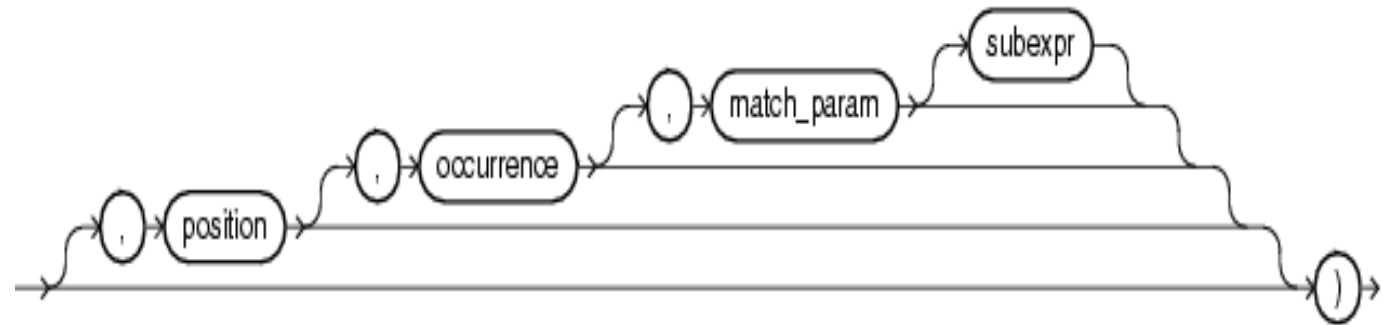 subexpr
, match_param
, occurrence
, position
)